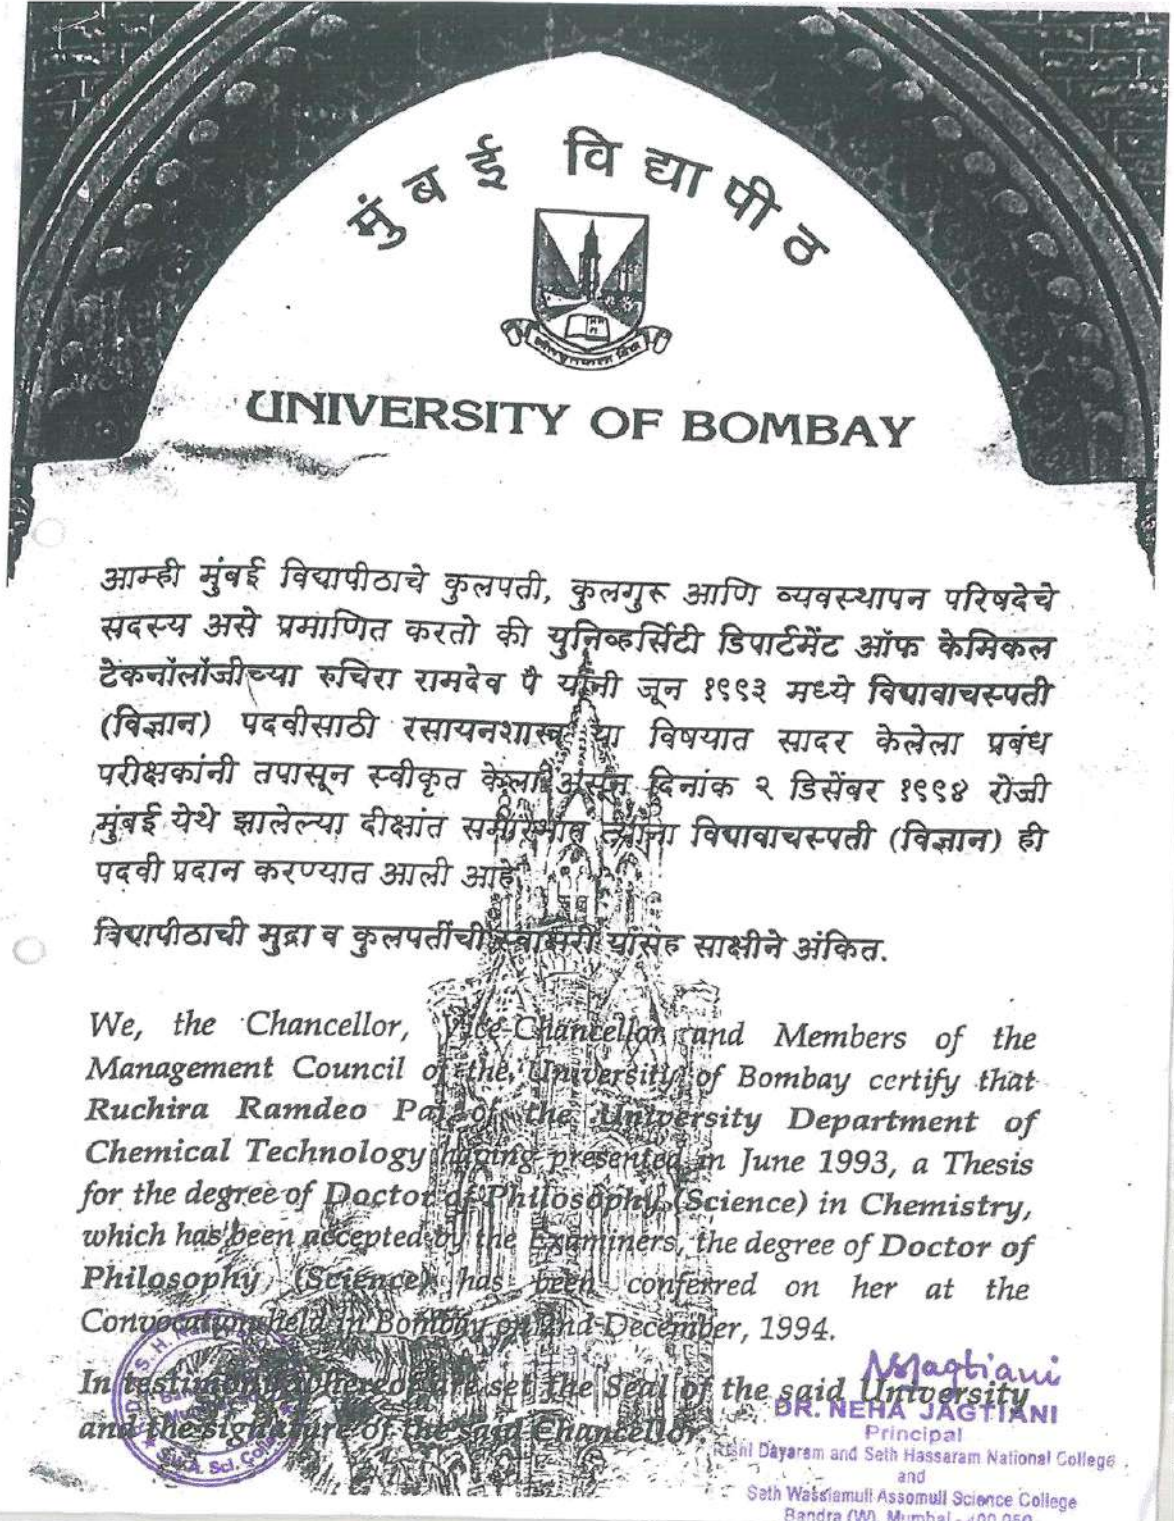 मुंबई विद्यापीठ
UNIVERSITY OF BOMBAY
आम्ही मुंबई विद्यापीठाचे कुलपती, कुलगुरू आणि व्यवस्थापन परिषदेचे
सदस्य असे प्रमाणित करतो की युनिव्हर्सिटी डिपार्टमेंट ऑफ केमिकल
टेक्नॉलॉजीच्या रुचिरा रामदेव पै यांनी जून १९९३ मध्ये विद्यावाचस्पती
(विज्ञान) पदवीसाठी रसायनशास्त्र या विषयात सादर केलेला प्रबंध
परीक्षकांनी तपासून स्वीकृत केला असून दिनांक २ डिसेंबर १९९४ रोजी
मुंबई येथे झालेल्या दीक्षांत समारंभात त्यांना विद्यावाचस्पती (विज्ञान) ही
पदवी प्रदान करण्यात आली आहे.
विद्यापीठाची मुद्रा व कुलपतींची स्वाक्षरी यांसह साक्षीने अंकित.
We, the Chancellor, Vice-Chancellor and Members of the
Management Council of the University of Bombay certify that
Ruchira Ramdeo Pai of the University Department of
Chemical Technology having presented in June 1993, a Thesis
for the degree of Doctor of Philosophy (Science) in Chemistry,
which has been accepted by the Examiners, the degree of Doctor of
Philosophy (Science) has been conferred on her at the
Convocation held in Bombay on 2nd December, 1994.
In testimony whereof are set the Seal of the said University
and the signature of the said Chancellor.
NJagtiani
DR. NEHA JAGTIANI
Principal
Rishi Dayaram and Seth Hassaram National College
and
Seth Wassiamull Assomull Science College
Bandra (W), Mumbai - 400 050